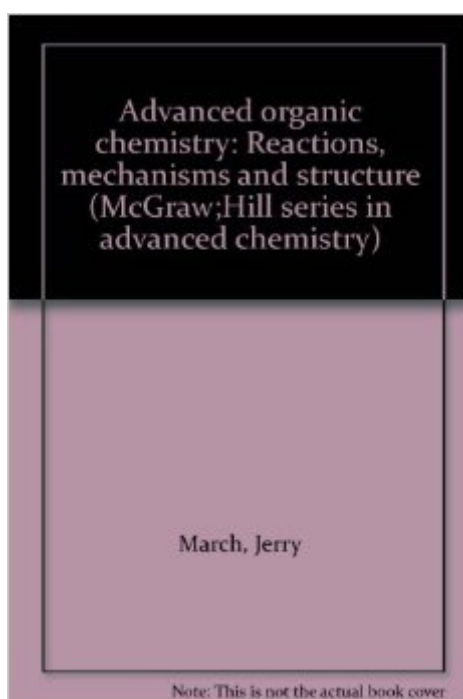 Advanced organic
chemistry: Reactions,
mechanisms and structure
(McGraw;Hill series in
advanced chemistry)
March, Jerry
Note: This is not the actual book cover